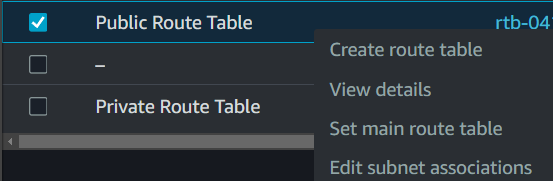 Public Route Table
rtb-04
Create route table
–
View details
Private Route Table
Set main route table
Edit subnet associations